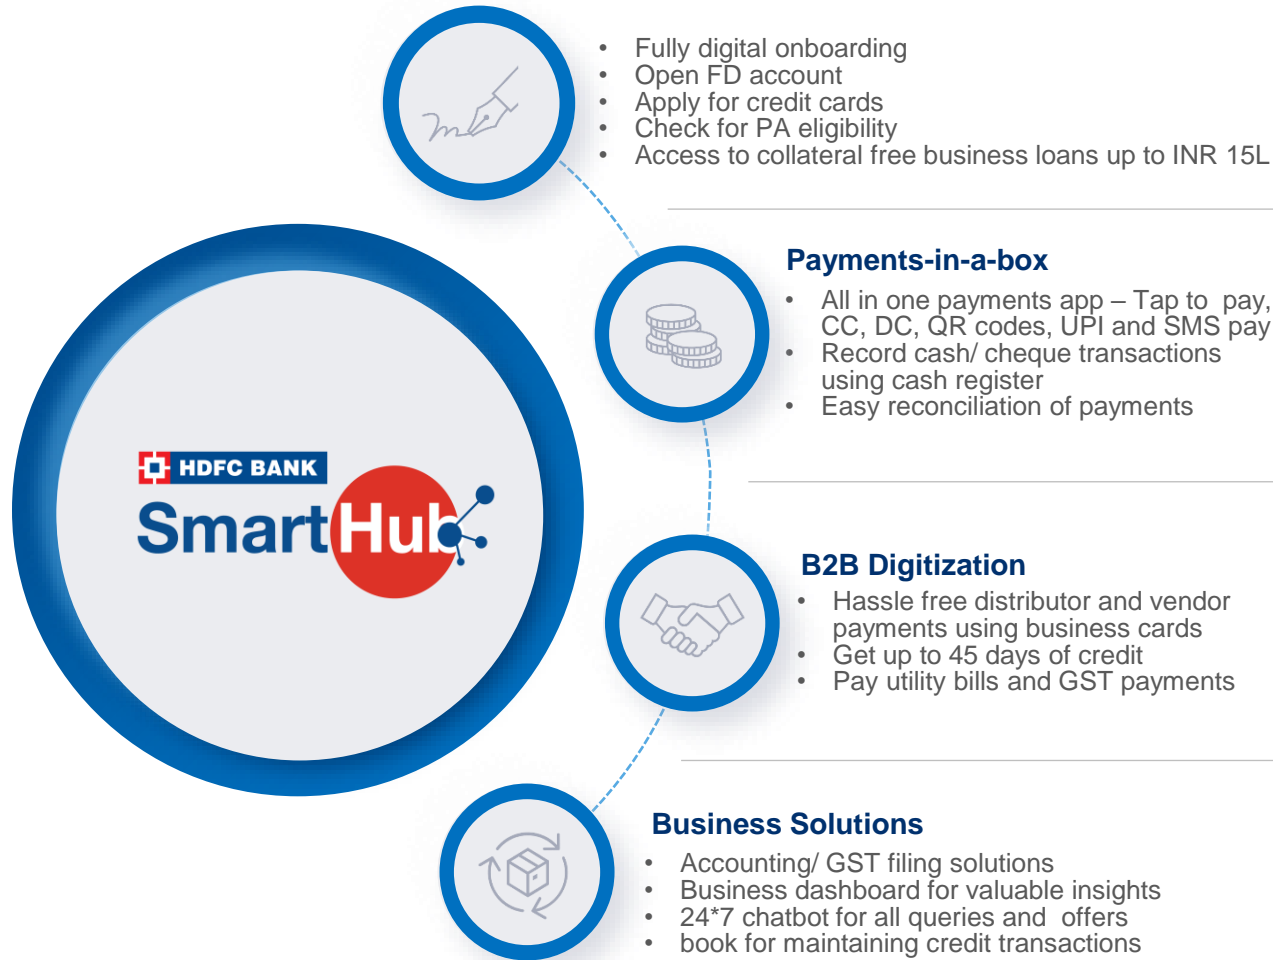 • Fully digital onboarding
• Open FD account
• Apply for credit cards
• Check for PA eligibility
• Access to collateral free business loans up to INR 15L
Payments-in-a-box
• All in one payments app – Tap to pay,
CC, DC, QR codes, UPI and SMS pay
• Record cash/ cheque transactions
using cash register
• Easy reconciliation of payments
HDFC BANK
SmartHub
B2B Digitization
• Hassle free distributor and vendor
payments using business cards
• Get up to 45 days of credit
• Pay utility bills and GST payments
Business Solutions
• Accounting/ GST filing solutions
• Business dashboard for valuable insights
• 24*7 chatbot for all queries and offers
• book for maintaining credit transactions